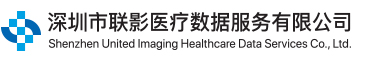 深圳市联影医疗数据服务有限公司
Shenzhen United Imaging Healthcare Data Services Co., Ltd.